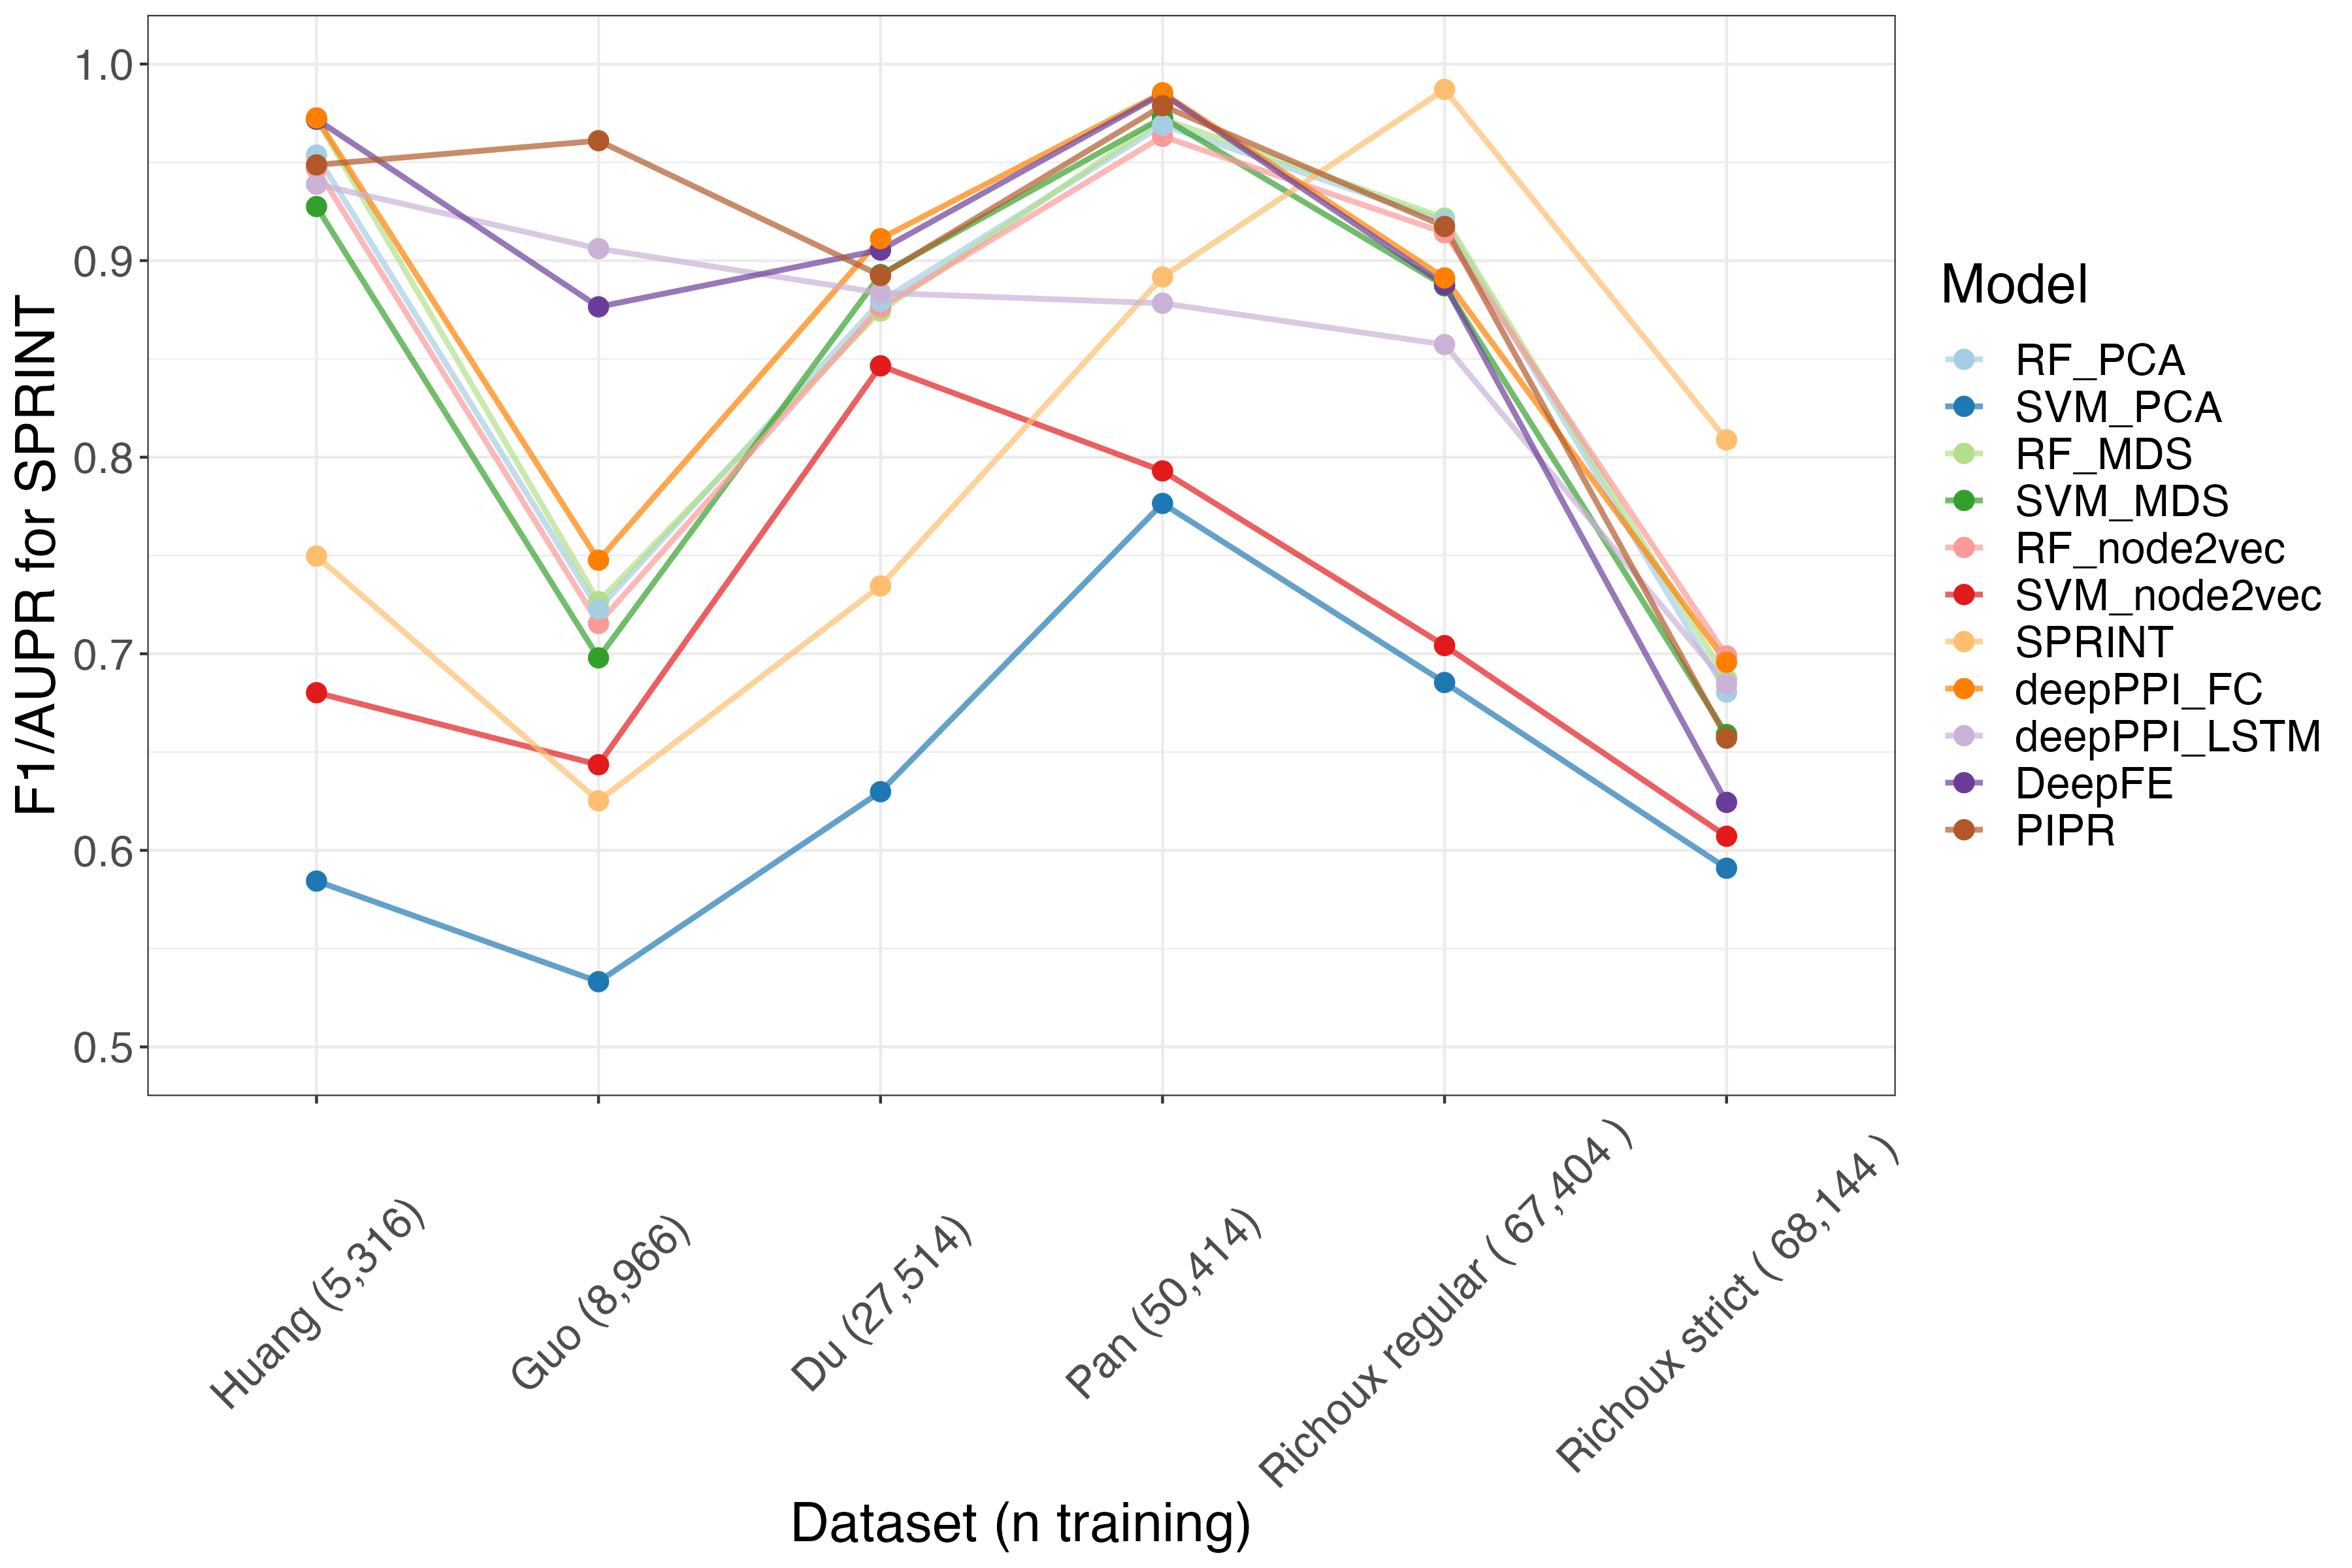 F1/AUPR for SPRINT
1.0
0.9
0.8
0.7
0.6
0.5
Huang (5,316)
Guo (8,966)
Du (27,514)
Pan (50,414)
Richoux regular ( 67,404 )
Richoux strict ( 68,144 )
Dataset (n training)
Model
RF_PCA
SVM_PCA
RF_MDS
SVM_MDS
RF_node2vec
SVM_node2vec
SPRINT
deepPPI_FC
deepPPI_LSTM
DeepFE
PIPR